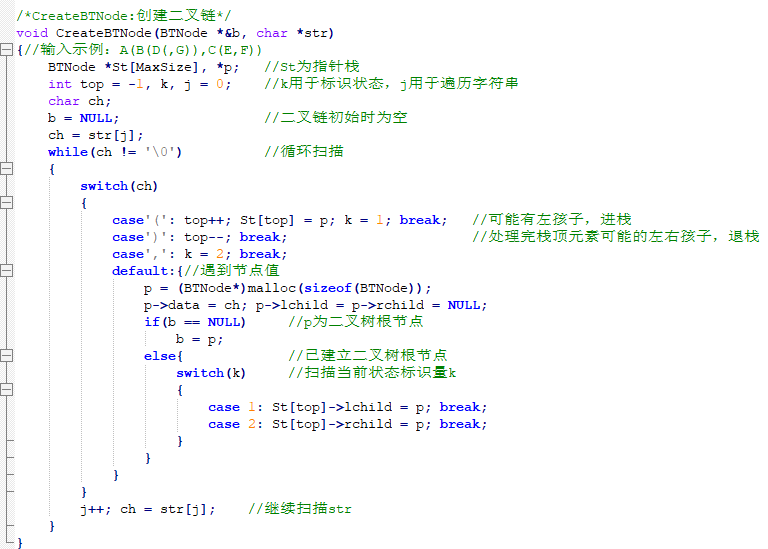 /*CreateBTNode:创建二叉链*/
void CreateBTNode(BTNode *&b, char *str)
{//输入示例：A(B(D(,G)),C(E,F))
    BTNode *St[MaxSize], *p;   //St为指针栈
    int top = -1, k, j = 0;    //k用于标识状态，j用于遍历字符串
    char ch;
    b = NULL;                  //二叉链初始时为空
    ch = str[j];
    while(ch != '\0')          //循环扫描
    {
        switch(ch)
        {
            case'(': top++; St[top] = p; k = 1; break;   //可能有左孩子，进栈
            case')': top--; break;                       //处理完栈顶元素可能的左右孩子，退栈
            case',': k = 2; break;
            default:{//遇到节点值
                p = (BTNode*)malloc(sizeof(BTNode));
                p->data = ch; p->lchild = p->rchild = NULL;
                if(b == NULL)     //p为二叉树根节点
                    b = p;
                else{             //已建立二叉树根节点
                    switch(k)     //扫描当前状态标识量k
                    {
                        case 1: St[top]->lchild = p; break;
                        case 2: St[top]->rchild = p; break;
                    }
                }
            }
        }
        j++; ch = str[j];    //继续扫描str
    }
}